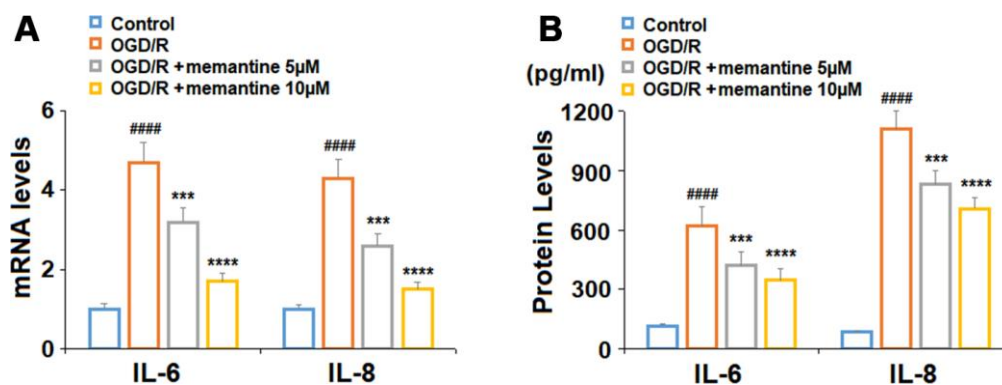 A
Control
OGD/R
OGD/R +memantine 5μM
OGD/R +memantine 10μM
mRNA levels
6
4
2
0
####
***
****
####
***
****
IL-6
IL-8
B
(pg/ml)
Control
OGD/R
OGD/R +memantine 5μM
OGD/R +memantine 10μM
Protein Levels
1200
900
600
300
0
####
***
****
####
***
****
IL-6
IL-8